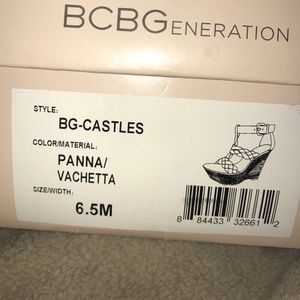 BCBGENERATION
STYLE:
BG-CASTLES
COLOR/MATERIAL:
PANNA/
VACHETTA
SIZE/WIDTH:
6.5M
8 84433 32661 2